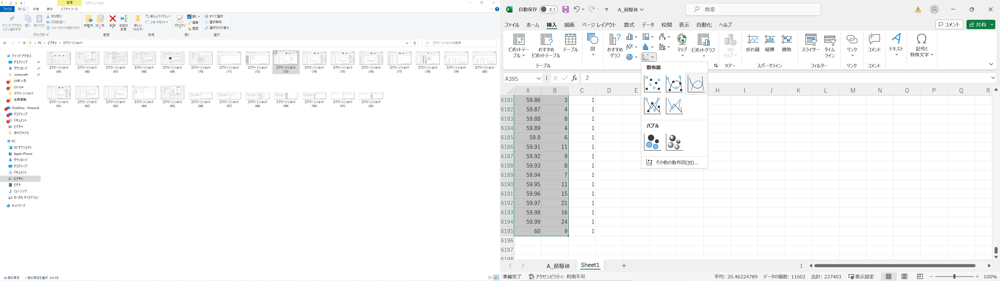 管理
スクリーンショット
ファイル
ホーム
共有
表示
ピクチャ ツール
クイック アクセス
にピン留めする
コピー
貼り付け
切り取り
パスのコピー
ショートカットの貼り付け
クリップボード
移動先
コピー先
削除
名前の
変更
整理
新しい
フォルダー
新しいアイテム
ショートカット
新規
プロパティ
開く
編集
履歴
開く
すべて選択
選択解除
選択の切り替え
選択
PC
ピクチャ
スクリーンショット
スクリーンショットの検索
クイック アクセス
デスクトップ
ダウンロード
.minecraft
23年11月
231124
スクリーンショット
後期実験
OneDrive - Personal
デスクトップ
ドキュメント
ピクチャ
添付ファイル
PC
3D オブジェクト
Apple iPhone
ダウンロード
デスクトップ
ドキュメント
ピクチャ
ビデオ
ミュージック
ローカル ディスク (C:)
ネットワーク
スクリーンショット
(65)
スクリーンショット
(66)
スクリーンショット
(67)
スクリーンショット
(68)
スクリーンショット
(69)
スクリーンショット
(70)
スクリーンショット
(71)
スクリーンショット
(72)
スクリーンショット
(73)
スクリーンショット
(74)
スクリーンショット
(75)
スクリーンショット
(76)
スクリーンショット
(77)
スクリーンショット
(78)
スクリーンショット
(79)
スクリーンショット
(80)
スクリーンショット
(81)
スクリーンショット
(82)
スクリーンショット
(83)
スクリーンショット
(84)
スクリーンショット
(85)
スクリーンショット
(86)
スクリーンショット
(87)
スクリーンショット
(88)
スクリーンショット
(89)
スクリーンショット
(90)
スクリーンショット
(91)
スクリーンショット
(92)
28 個の項目
1 個の項目を選択 202 KB
自動保存
オフ
A_前駆体
検索
ファイル
ホーム
挿入
描画
ページ レイアウト
数式
データ
校閲
表示
自動化
ヘルプ
コメント
共有
ピボットテー
ブル
おすすめ
ピボットテーブル
テーブル
テーブル
図
おすすめ
グラフ
マップ
ピボットグラフ
3D
マップ
ツアー
折れ線
縦棒
勝敗
スパークライン
スライサー
タイム
ライン
フィルター
リンク
リンク
コメント
コメント
テキスト
記号と
特殊文字
散布図
バブル
その他の散布図(M)...
A395
fx
2
A B C D E H I J K L M N O P Q R
6181 59.86 3 1
6182 59.87 4 1
6183 59.88 8 1
6184 59.89 4 1
6185 59.9 6 1
6186 59.91 11 1
6187 59.92 9 1
6188 59.93 8 1
6189 59.94 7 1
6190 59.95 11 1
6191 59.96 15 1
6192 59.97 21 1
6193 59.98 16 1
6194 59.99 24 1
6195 60 9 1
6196
6197
6198
A_前駆体
Sheet1
準備完了
アクセシビリティ: 利用不可
平均: 20.46224789
データの個数: 11602
合計: 237403
表示設定
100%